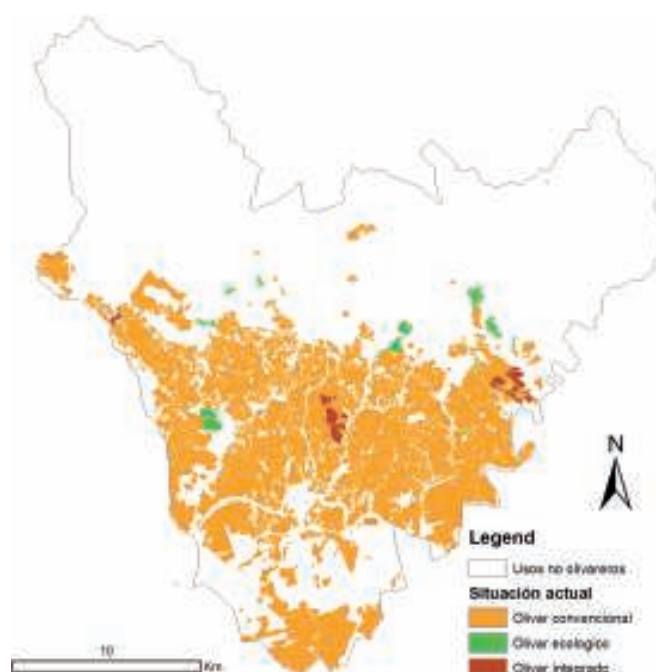 N
Legend
Usos no olivareros
Situación actual
Olivar convencional
Olivar ecologico
Olivar integrado
10
Km